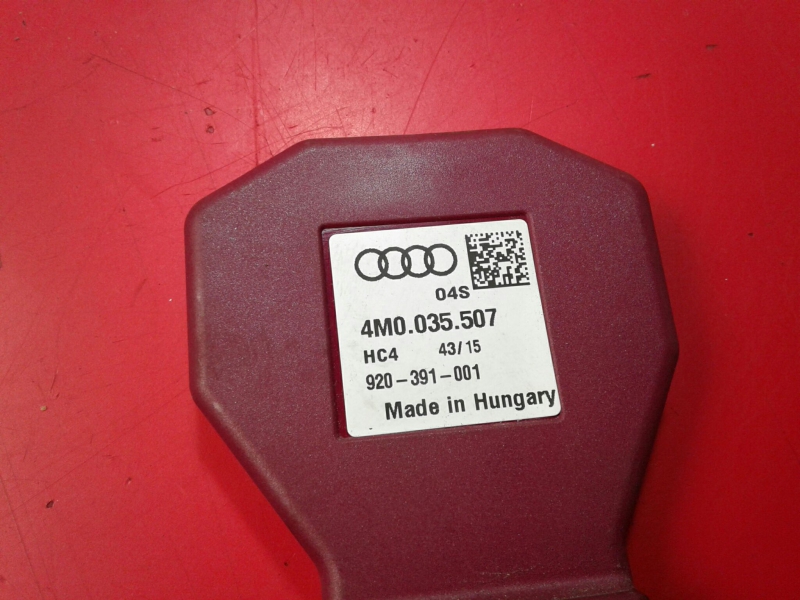 04S
4M0.035.507
HC4 43/15
920-391-001
Made in Hungary